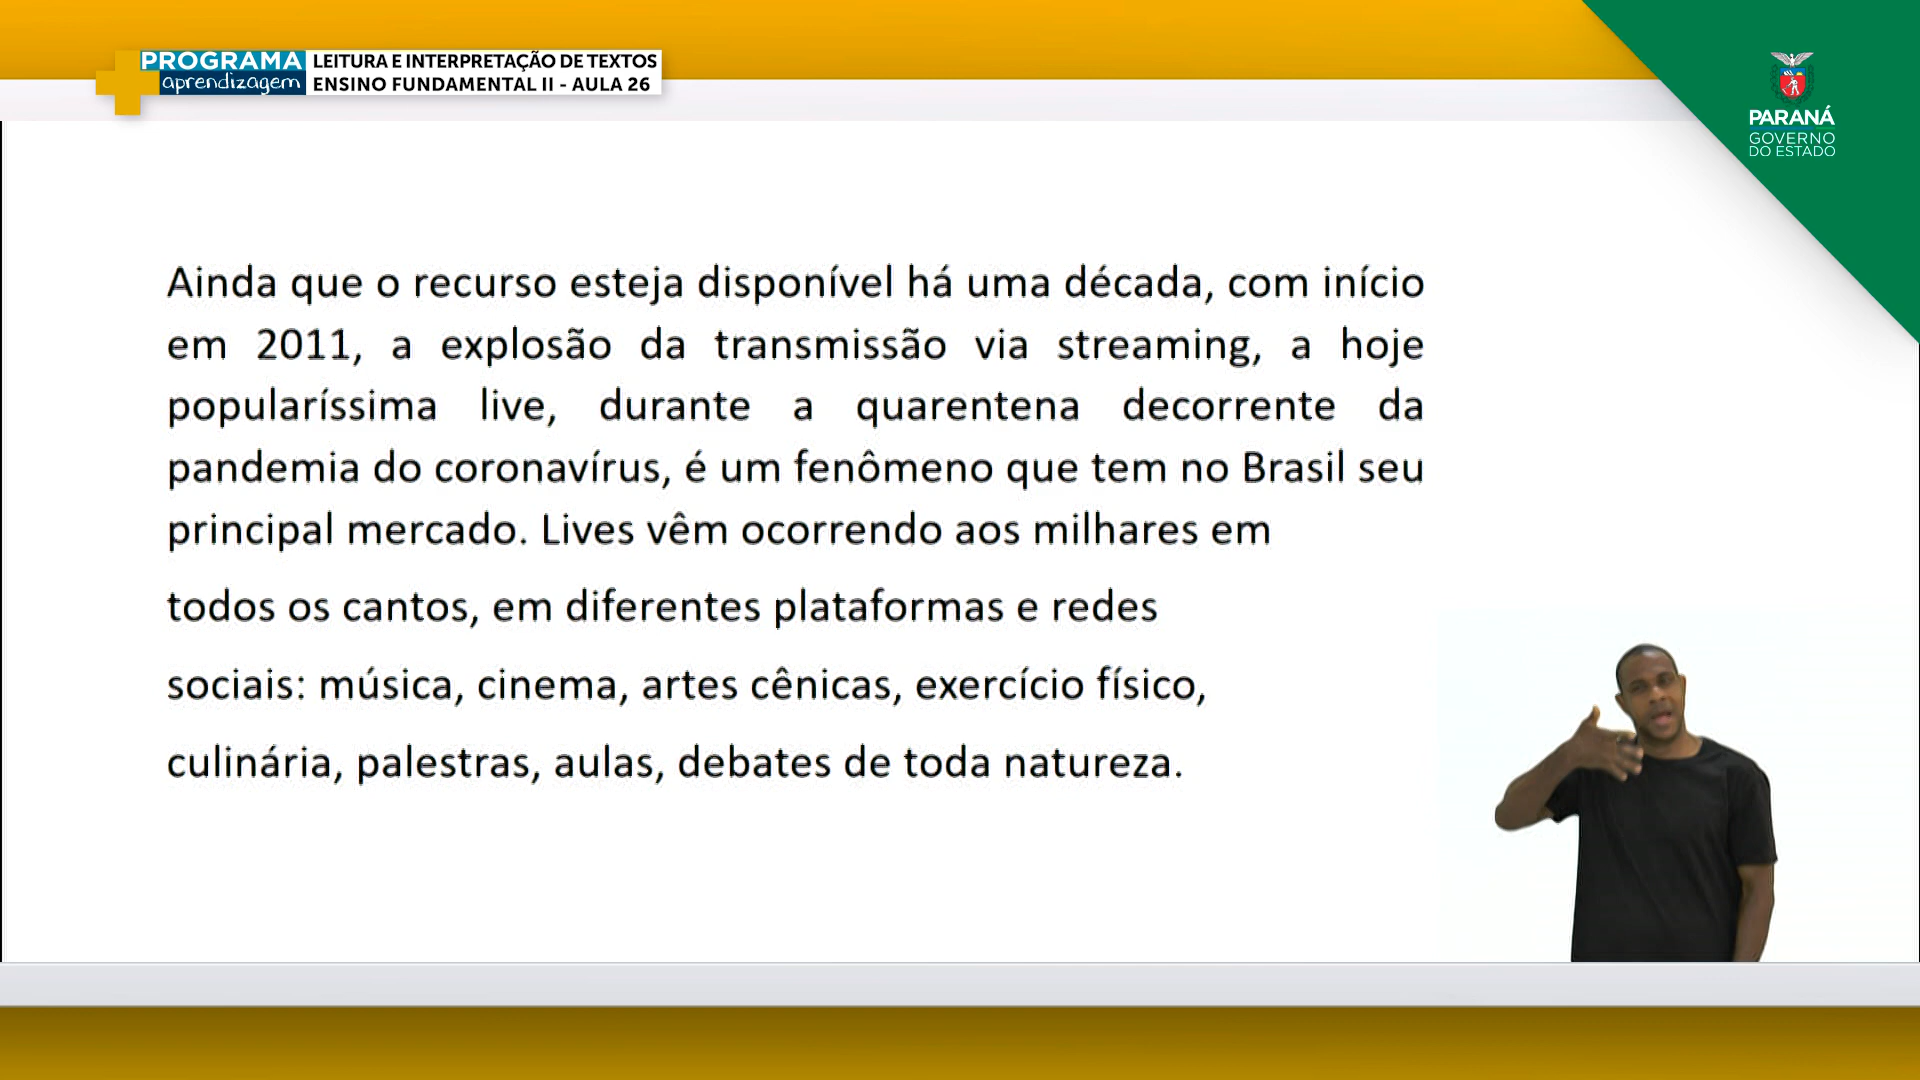 PROGRAMA
aprendizagem
LEITURA E INTERPRETAÇÃO DE TEXTOS
ENSINO FUNDAMENTAL II - AULA 26
PARANÁ
GOVERNO
DO ESTADO
Ainda que o recurso esteja disponível há uma década, com início
em 2011, a explosão da transmissão via streaming, a hoje
popularíssima live, durante a quarentena decorrente da
pandemia do coronavírus, é um fenômeno que tem no Brasil seu
principal mercado. Lives vêm ocorrendo aos milhares em
todos os cantos, em diferentes plataformas e redes
sociais: música, cinema, artes cênicas, exercício físico,
culinária, palestras, aulas, debates de toda natureza.